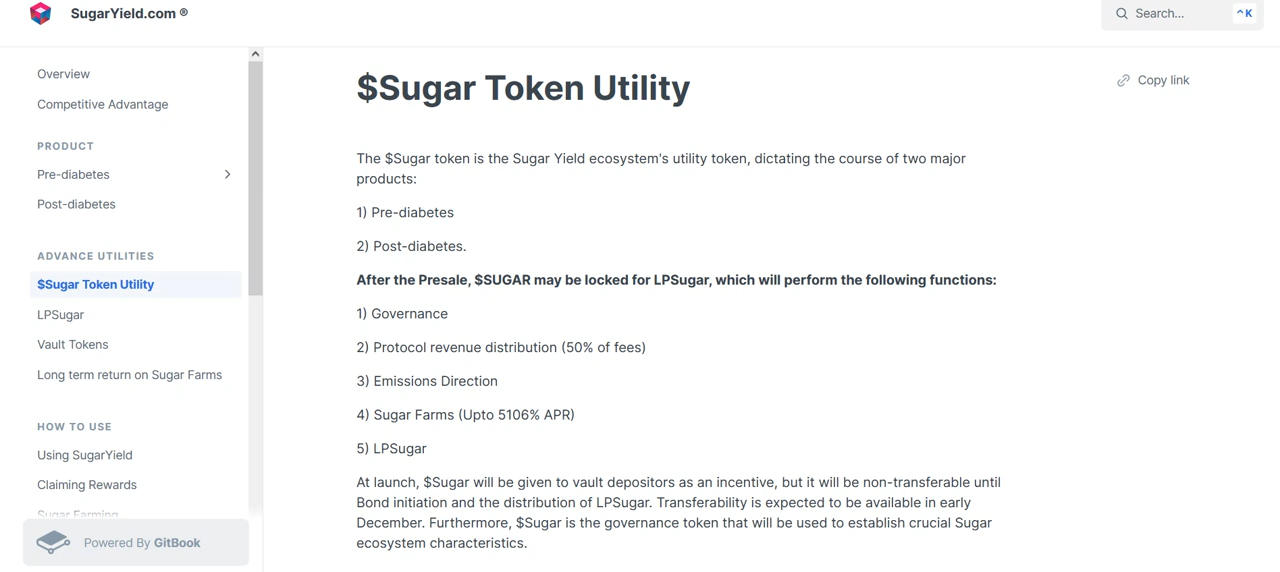 SugarYield.com ®
Search...
^ K
Overview
Competitive Advantage
PRODUCT
Pre-diabetes
Post-diabetes
ADVANCE UTILITIES
$Sugar Token Utility
LPSugar
Vault Tokens
Long term return on Sugar Farms
HOW TO USE
Using SugarYield
Claiming Rewards
Sugar Farming
Powered By GitBook
$Sugar Token Utility
Copy link
The $Sugar token is the Sugar Yield ecosystem's utility token, dictating the course of two major
products:
1) Pre-diabetes
2) Post-diabetes.
After the Presale, $SUGAR may be locked for LPSugar, which will perform the following functions:
1) Governance
2) Protocol revenue distribution (50% of fees)
3) Emissions Direction
4) Sugar Farms (Upto 5106% APR)
5) LPSugar
At launch, $Sugar will be given to vault depositors as an incentive, but it will be non-transferable until
Bond initiation and the distribution of LPSugar. Transferability is expected to be available in early
December. Furthermore, $Sugar is the governance token that will be used to establish crucial Sugar
ecosystem characteristics.